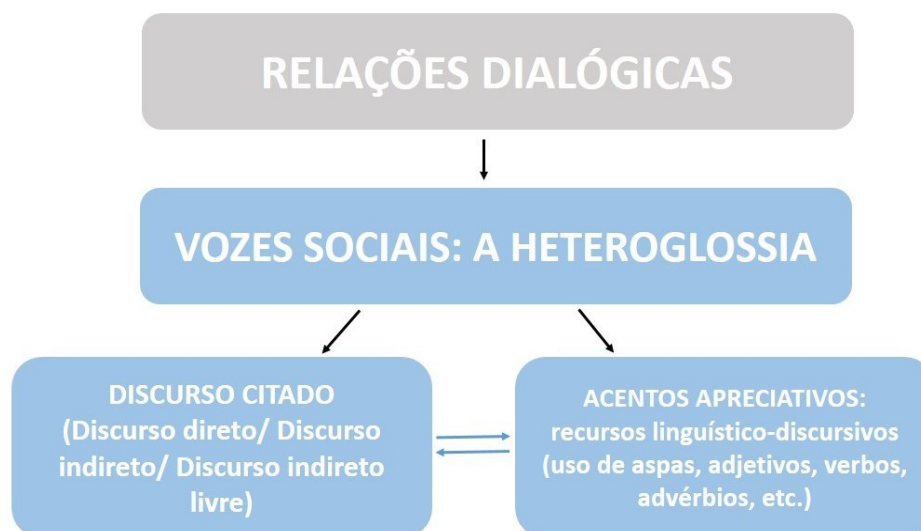 RELAÇÕES DIALÓGICAS
VOZES SOCIAIS: A HETEROGLOSSIA
DISCURSO CITADO
(Discurso direto/ Discurso
indireto/ Discurso indireto
livre)
ACENTOS APRECIATIVOS:
recursos linguístico-discursivos
(uso de aspas, adjetivos, verbos,
advérbios, etc.)